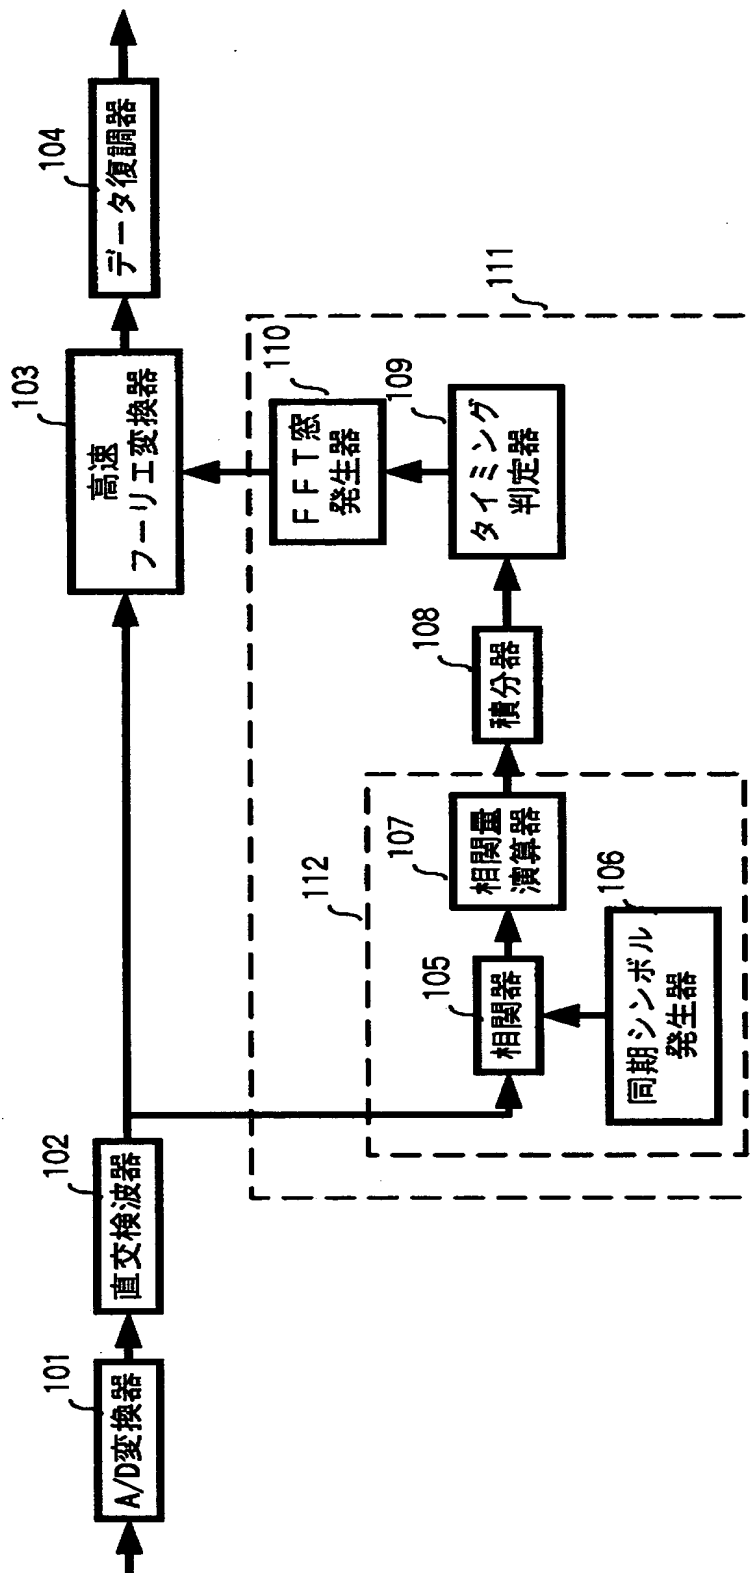 101
A/D変換器
102
直交検波器
103
高速
フーリエ変換器
104
データ復調器
105
相関器
106
同期シンボル
発生器
107
相関量
演算器
108
積分器
109
タイミング
判定器
110
ＦＦＴ窓
発生器
111
112